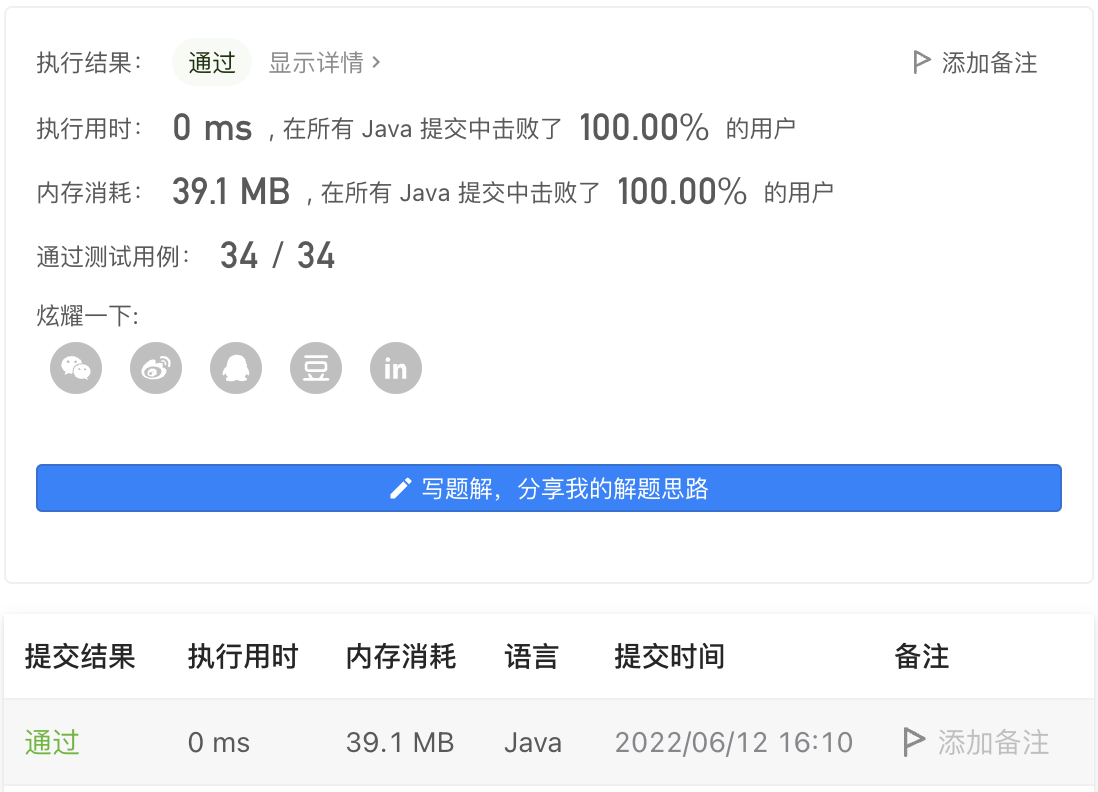 执行结果： 通过 显示详情 › 添加备注
执行用时： 0 ms , 在所有 Java 提交中击败了 100.00% 的用户
内存消耗： 39.1 MB , 在所有 Java 提交中击败了 100.00% 的用户
通过测试用例： 34 / 34
炫耀一下:
豆 in
写题解，分享我的解题思路
提交结果 执行用时 内存消耗 语言 提交时间 备注
通过 0 ms 39.1 MB Java 2022/06/12 16:10 添加备注